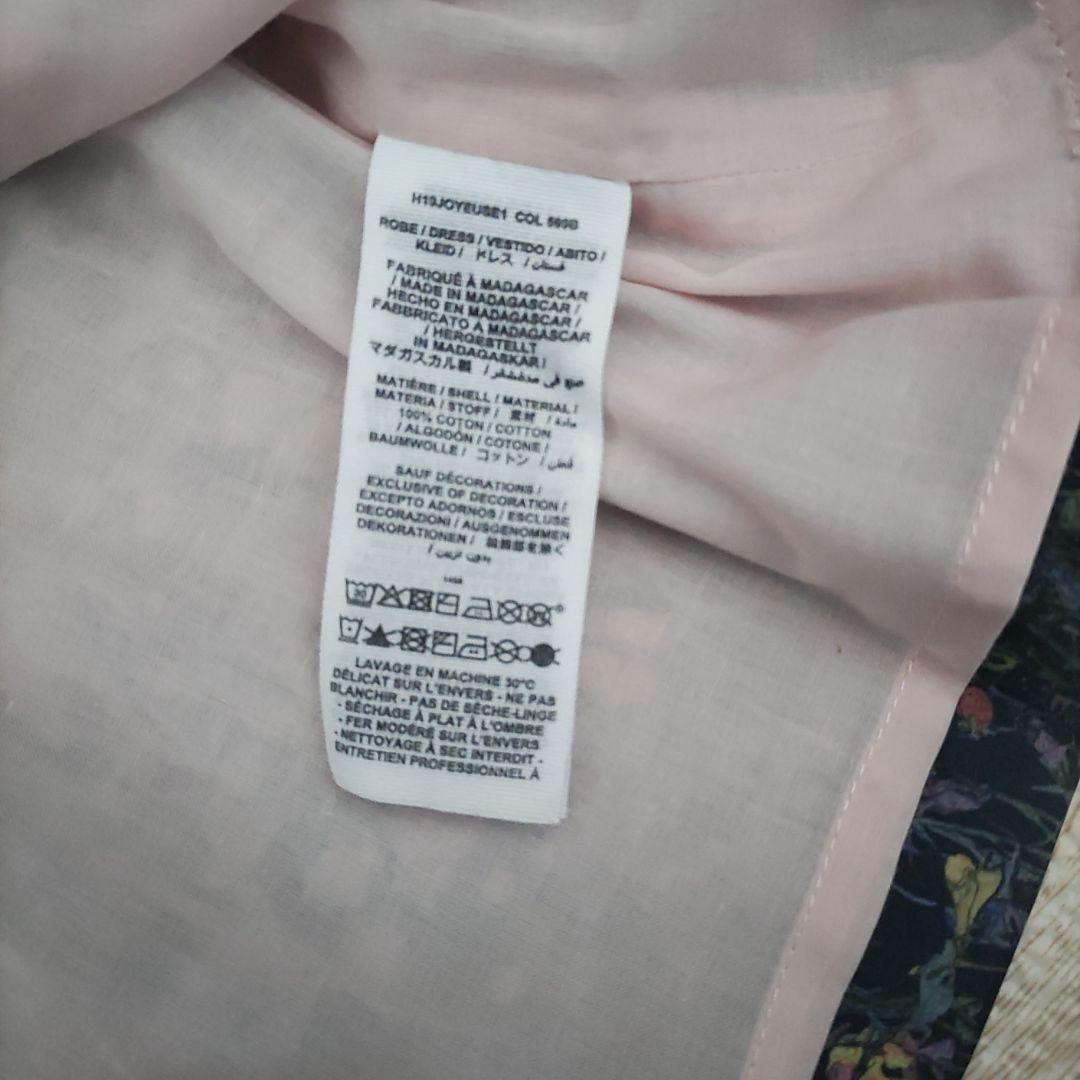 H19JOYEUSE1 COL 569B
ROBE / DRESS / VESTIDO / ABITO /
KLEID / ドレス / فستان
FABRIQUÉ À MADAGASCAR
/ MADE IN MADAGASCAR /
HECHO EN MADAGASCAR /
FABBRICATO A MADAGASCAR
/ HERGESTELLT
IN MADAGASKAR /
マダガスカル製 / صنع في مدغشقر
MATIÈRE / SHELL / MATERIAL /
MATERIA / STOFF / 素材 / مادة
100% COTON / COTTON
/ ALGODÓN / COTONE /
BAUMWOLLE / コットン / قطن
SAUF DÉCORATIONS /
EXCLUSIVE OF DECORATION /
EXCEPTO ADORNOS / ESCLUSE
DECORAZIONI / AUSGENOMMEN
DEKORATIONEN / 装飾部を除く
30
LAVAGE EN MACHINE 30°C
DÉLICAT SUR L'ENVERS - NE PAS
BLANCHIR - PAS DE SÈCHE-LINGE
- SÉCHAGE À PLAT À L'OMBRE
- FER MODÉRÉ SUR L'ENVERS
- NETTOYAGE À SEC INTERDIT -
ENTRETIEN PROFESSIONNEL À